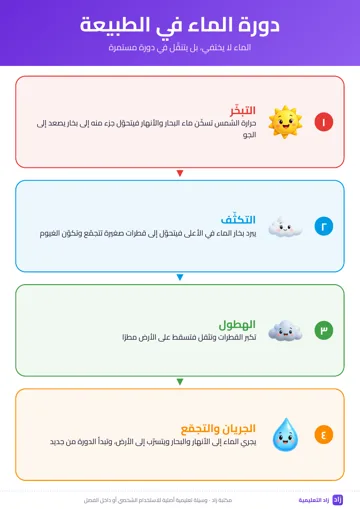 دورة الماء في الطبيعة
الماء لا يختفي، بل يتنقّل في دورة مستمرة
١
التبخّر
حرارة الشمس تسخّن ماء البحار والأنهار فيتحوّل جزء منه إلى بخار يصعد إلى
الجو
٢
التكثّف
يبرد بخار الماء في الأعلى فيتحوّل إلى قطرات صغيرة تتجمّع وتكوّن الغيوم
٣
الهطول
تكبر القطرات وتثقل فتسقط على الأرض مطرًا
٤
الجريان والتجمّع
يجري الماء إلى الأنهار والبحار ويتسرّب إلى الأرض، وتبدأ الدورة من جديد
زاد
زاد التعليمية
مكتبة زاد - وسيلة تعليمية أصلية للاستخدام الشخصي أو داخل الفصل